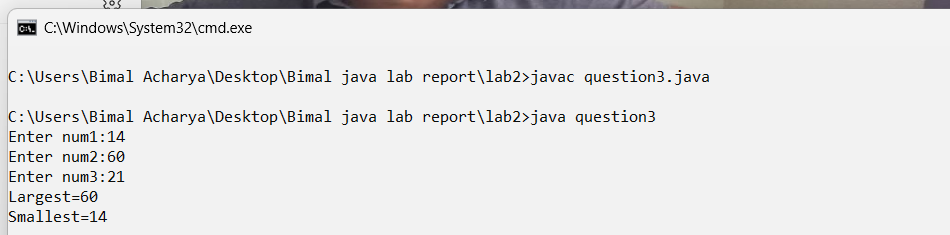 C:\Windows\System32\cmd.exe
C:\Users\Bimal Acharya\Desktop\Bimal java lab report\lab2>javac question3.java
C:\Users\Bimal Acharya\Desktop\Bimal java lab report\lab2>java question3
Enter num1:14
Enter num2:60
Enter num3:21
Largest=60
Smallest=14